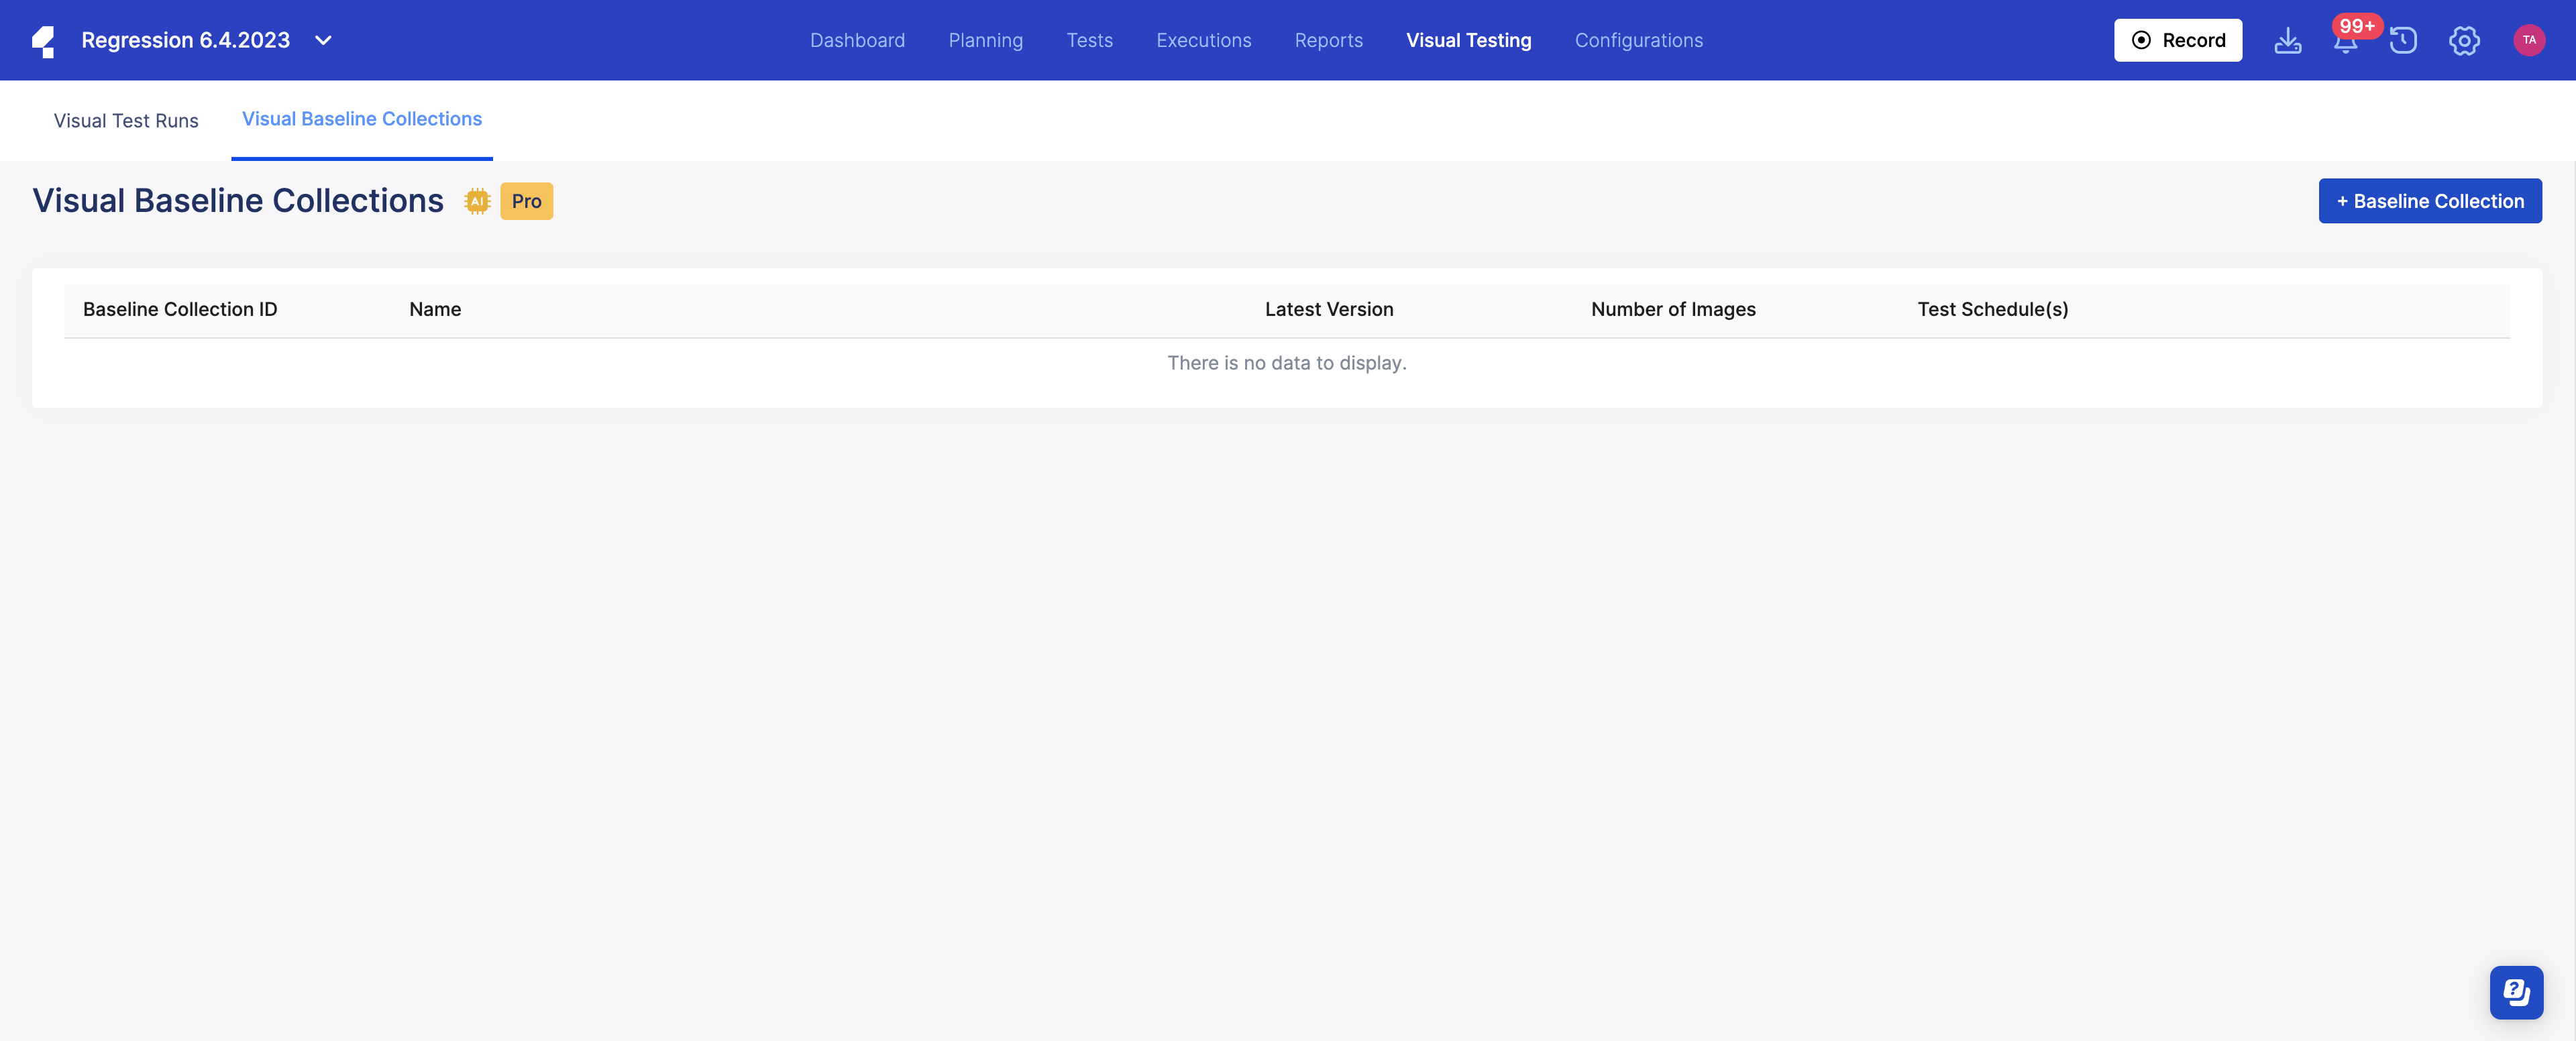 Regression 6.4.2023
Dashboard Planning Tests Executions Reports Visual Testing Configurations
Record
99+
TA
Visual Test Runs Visual Baseline Collections
Visual Baseline Collections AI Pro
+ Baseline Collection
Baseline Collection ID Name Latest Version Number of Images Test Schedule(s)
There is no data to display.
?